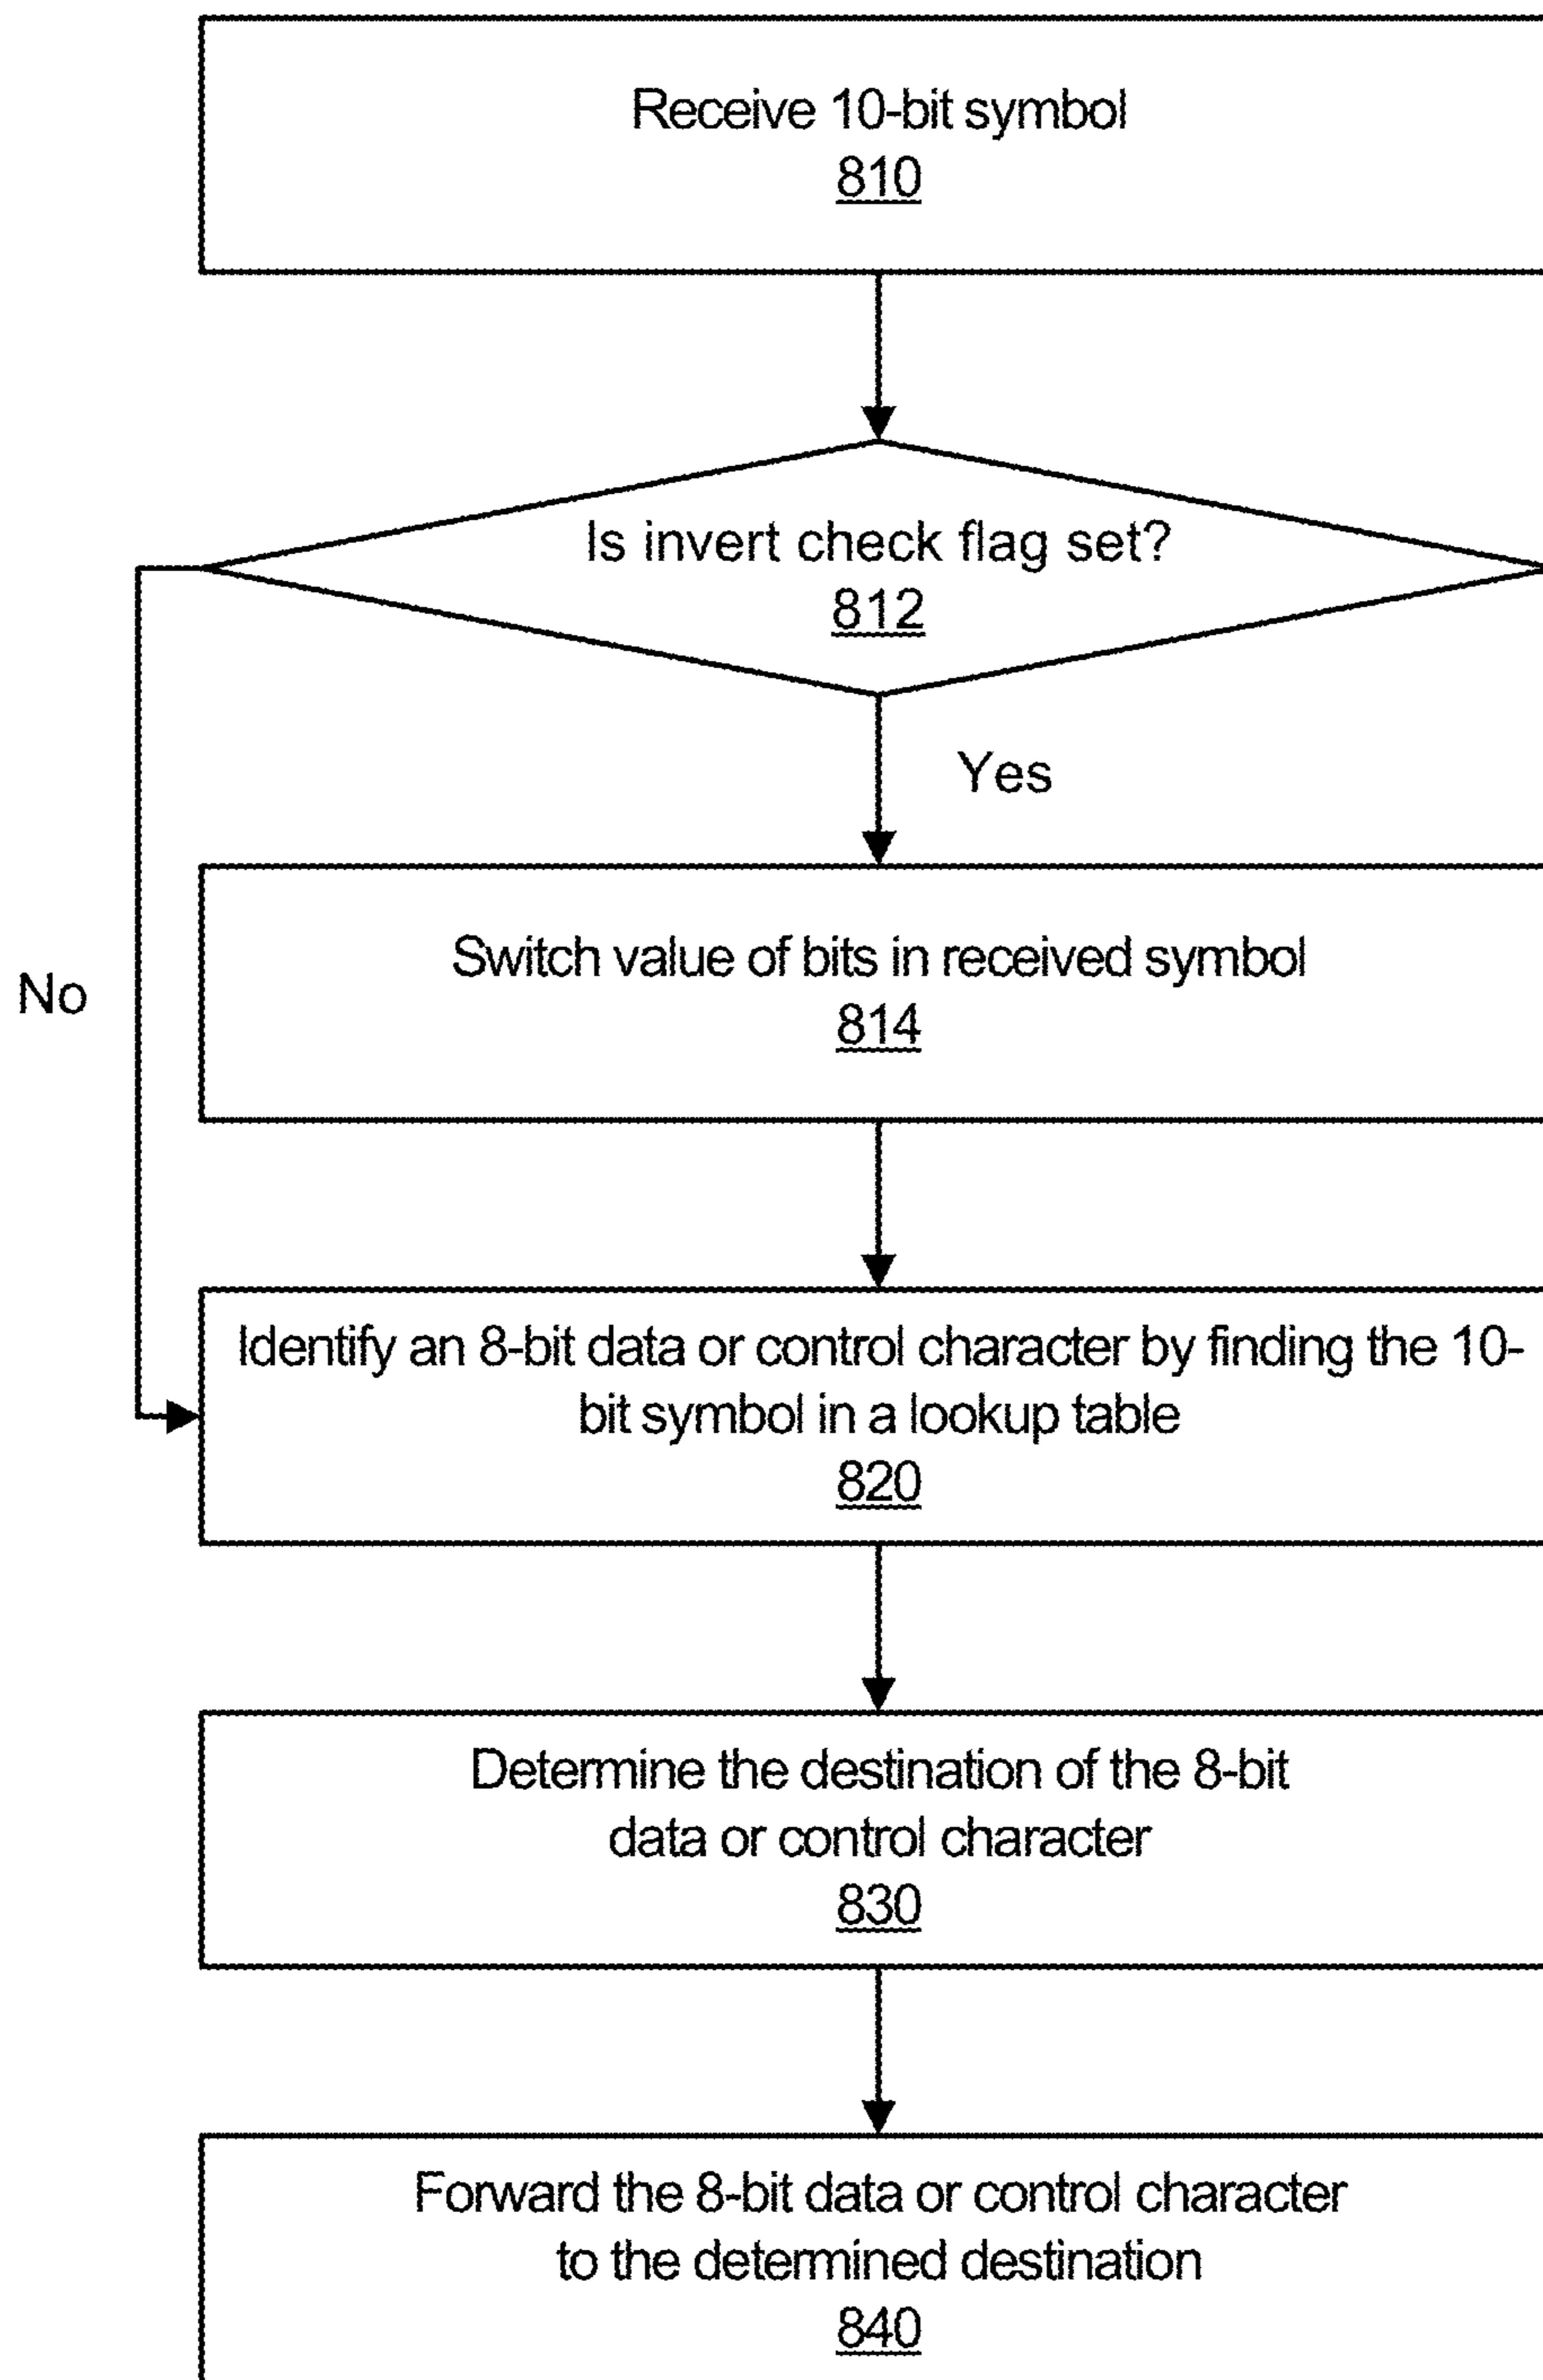 Receive 10-bit symbol
810
Is invert check flag set?
812
Yes
Switch value of bits in received symbol
814
No
Identify an 8-bit data or control character by finding the 10-
bit symbol in a lookup table
820
Determine the destination of the 8-bit
data or control character
830
Forward the 8-bit data or control character
to the determined destination
840